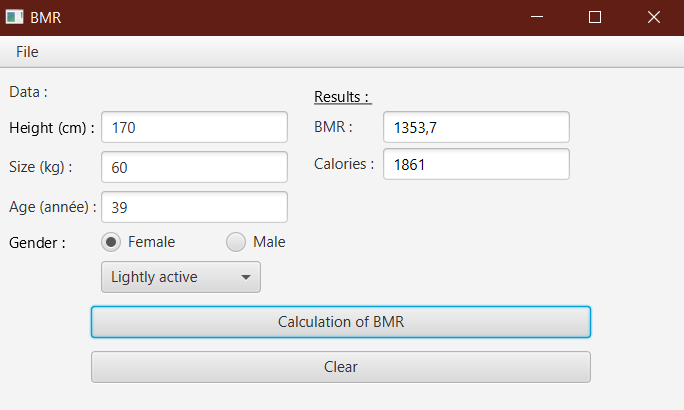 BMR
File
Data :
Height (cm) : 170
Size (kg) : 60
Age (année) : 39
Gender : Female Male
Lightly active
Results :
BMR : 1353,7
Calories : 1861
Calculation of BMR
Clear